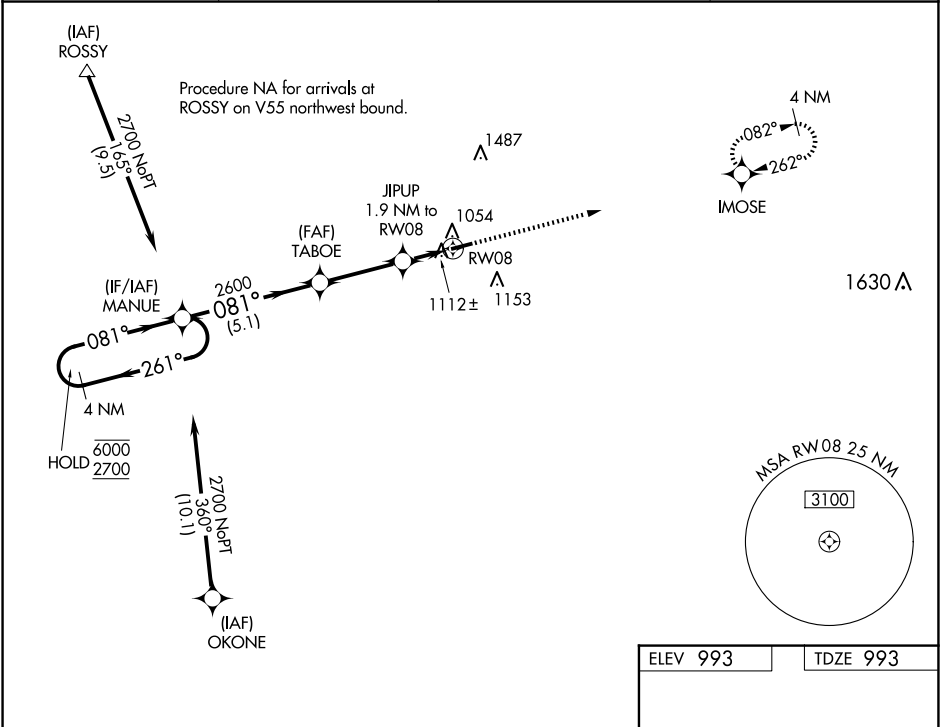 (IAF)
ROSSY
Procedure NA for arrivals at
ROSSY on V55 northwest bound.
2700 NoPT
165°
(9.5)
4 NM
082°
262°
IMOSE
1487
JIPUP
1.9 NM to
RW08
1054
(FAF)
TABOE
RW08
(IF/IAF)
MANUE
2600
081°
(5.1)
1112±
1153
1630
081°
261°
4 NM
HOLD 6000
2700
2700 NoPT
360°
(10.1)
(IAF)
OKONE
MSA RW08 25 NM
3100
ELEV 993
TDZE 993